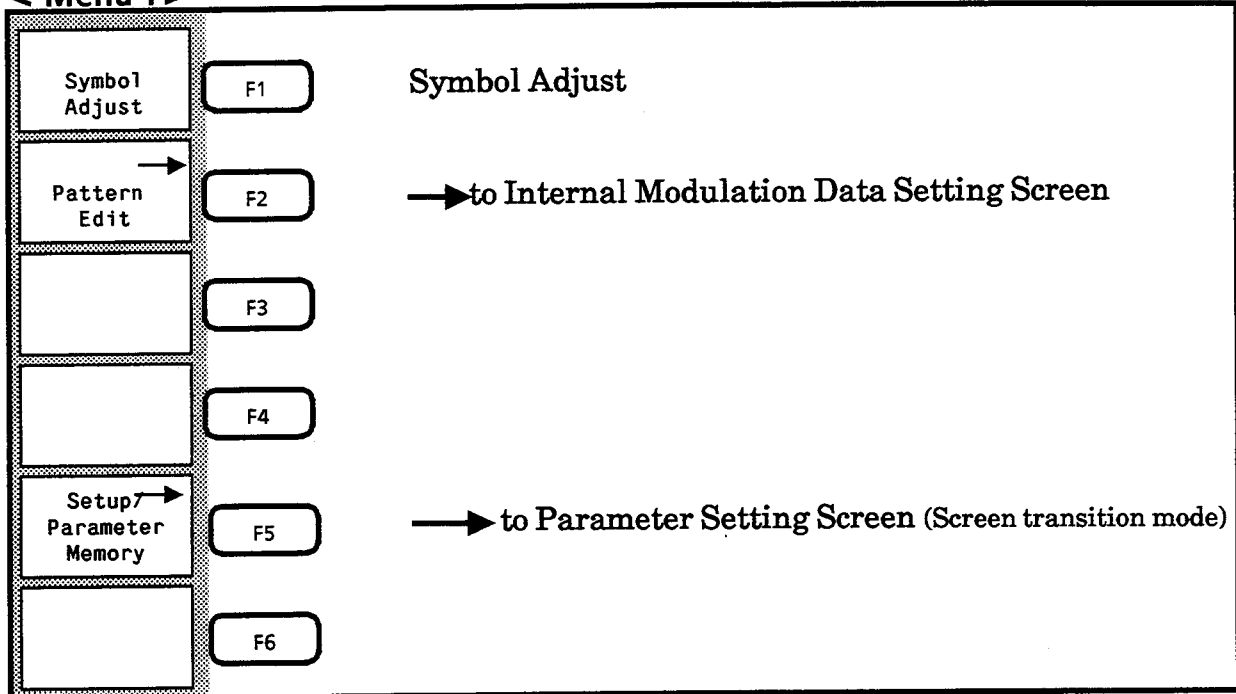 < Menu 1>
Symbol
Adjust
F1
Symbol Adjust
→
Pattern
Edit
F2
→to Internal Modulation Data Setting Screen
F3
F4
Setup/→
Parameter
Memory
F5
→ to Parameter Setting Screen (Screen transition mode)
F6